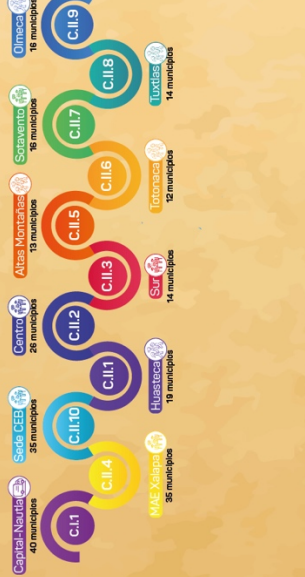 C.I.1
Capital-Nautla
40 municipios
C.II.4
MAE Xalapa
35 municipios
C.II.10
Sede CEB
35 municipios
C.II.1
Huasteca
19 municipios
C.II.2
Centro
26 municipios
C.II.3
Sur
14 municipios
C.II.5
Altas Montañas
13 municipios
C.II.6
Totonaca
12 municipios
C.II.7
Sotavento
16 municipios
C.II.8
Tuxtlas
14 municipios
C.II.9
Olmeca
16 municipios